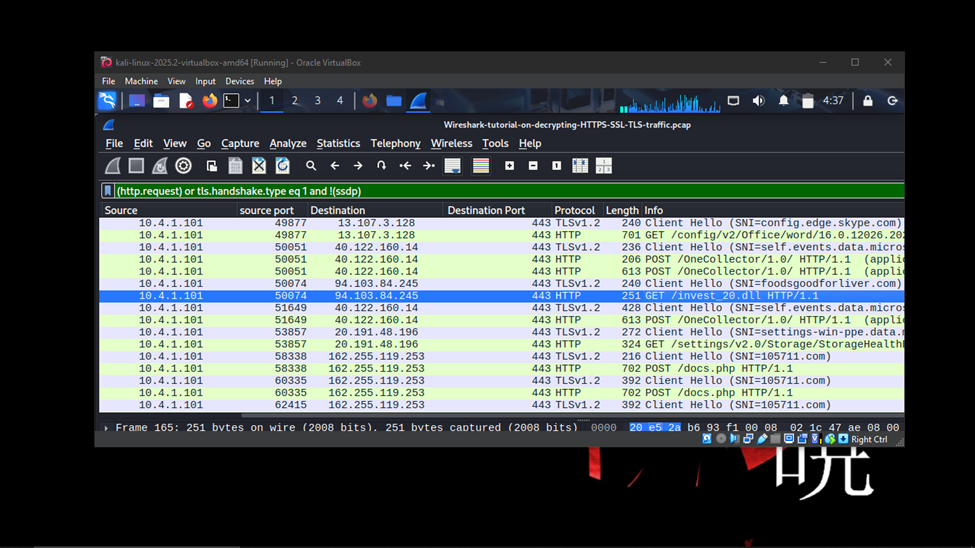 kali-linux-2025.2-virtualbox-amd64 [Running] - Oracle VirtualBox
File Machine View Input Devices Help
1 2 3 4 4:37
Wireshark-tutorial-on-decrypting-HTTPS-SSL-TLS-traffic.pcap
File Edit View Go Capture Analyze Statistics Telephony Wireless Tools Help
(http.request) or tls.handshake.type eq 1 and !(ssdp)
Source source port Destination Destination Port Protocol Length Info
10.4.1.101 49877 13.107.3.128 443 TLSv1.2 240 Client Hello (SNI=config.edge.skype.com)
10.4.1.101 49877 13.107.3.128 443 HTTP 701 GET /config/v2/Office/word/16.0.12026.202
10.4.1.101 50051 40.122.160.14 443 TLSv1.2 236 Client Hello (SNI=self.events.data.micros
10.4.1.101 50051 40.122.160.14 443 HTTP 206 POST /OneCollector/1.0/ HTTP/1.1 (applic
10.4.1.101 50051 40.122.160.14 443 HTTP 613 POST /OneCollector/1.0/ HTTP/1.1 (applic
10.4.1.101 50074 94.103.84.245 443 TLSv1.2 240 Client Hello (SNI=foodsgoodforliver.com)
10.4.1.101 50074 94.103.84.245 443 HTTP 251 GET /invest_20.dll HTTP/1.1
10.4.1.101 51649 40.122.160.14 443 TLSv1.2 428 Client Hello (SNI=self.events.data.micros
10.4.1.101 51649 40.122.160.14 443 HTTP 613 POST /OneCollector/1.0/ HTTP/1.1 (applic
10.4.1.101 53857 20.191.48.196 443 TLSv1.2 272 Client Hello (SNI=settings-win-ppe.data.m
10.4.1.101 53857 20.191.48.196 443 HTTP 324 GET /settings/v2.0/Storage/StorageHealth
10.4.1.101 58338 162.255.119.253 443 TLSv1.2 216 Client Hello (SNI=105711.com)
10.4.1.101 58338 162.255.119.253 443 HTTP 702 POST /docs.php HTTP/1.1
10.4.1.101 60335 162.255.119.253 443 TLSv1.2 392 Client Hello (SNI=105711.com)
10.4.1.101 60335 162.255.119.253 443 HTTP 702 POST /docs.php HTTP/1.1
10.4.1.101 62415 162.255.119.253 443 TLSv1.2 392 Client Hello (SNI=105711.com)
Frame 165: 251 bytes on wire (2008 bits), 251 bytes captured (2008 bits) 0000 20 e5 2a b6 93 f1 00 08 02 1c 47 ae 08 00
Right Ctrl
暁